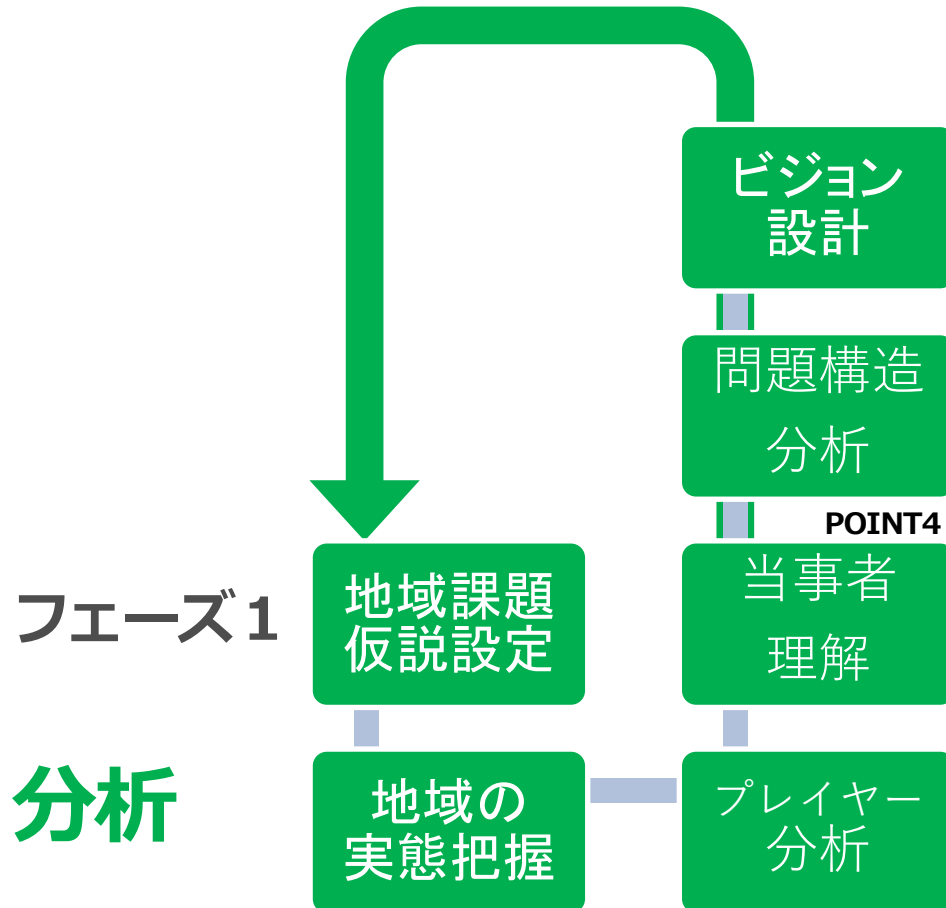 ビジョン
設計
問題構造
分析
POINT4
フェーズ1
地域課題
仮説設定
当事者
理解
分析
地域の
実態把握
プレイヤー
分析